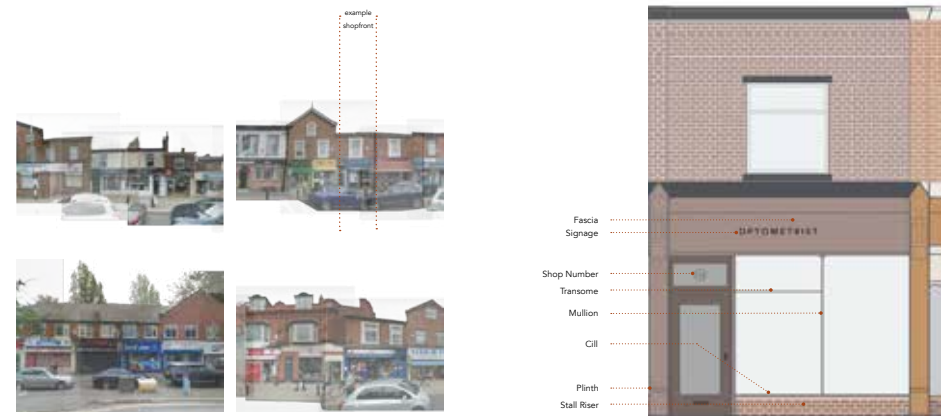 example
shopfront
Fascia
Signage
OPTOMETRIST
Shop Number
Transome
Mullion
Cill
Plinth
Stall Riser